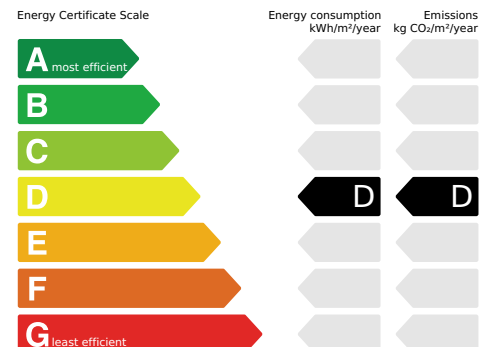 Energy Certificate Scale
Energy consumption
kWh/m²/year
Emissions
kg CO₂/m²/year
A most efficient
B
C
D
D
D
E
F
G least efficient